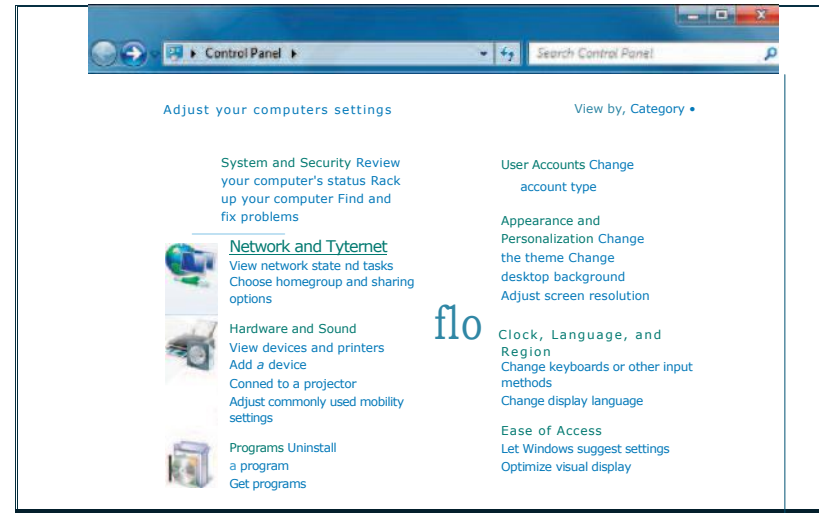 Control Panel
Search Control Panel
Adjust your computers settings
View by, Category •
System and Security Review
your computer's status Rack
up your computer Find and
fix problems
Network and Tyternet
View network state nd tasks
Choose homegroup and sharing
options
Hardware and Sound
View devices and printers
Add a device
Conned to a projector
Adjust commonly used mobility
settings
Programs Uninstall
a program
Get programs
User Accounts Change
account type
Appearance and
Personalization Change
the theme Change
desktop background
Adjust screen resolution
flo
Clock, Language, and
Region
Change keyboards or other input
methods
Change display language
Ease of Access
Let Windows suggest settings
Optimize visual display